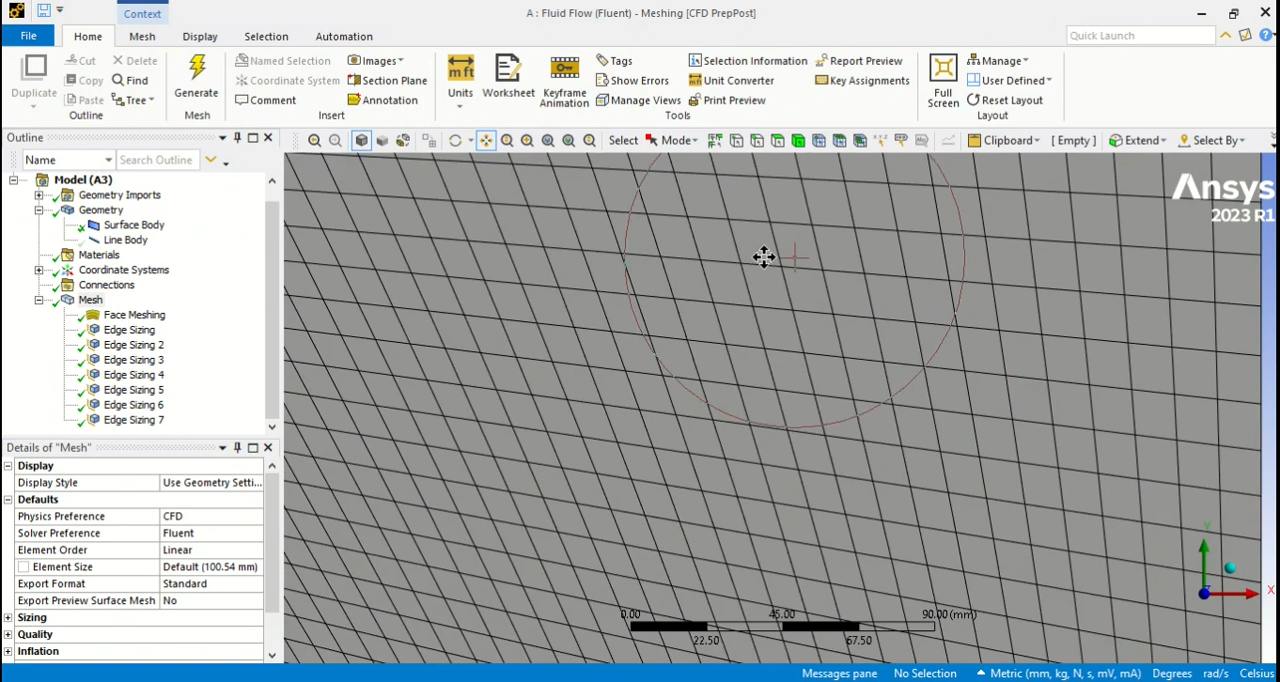 Context
A : Fluid Flow (Fluent) - Meshing [CFD PrepPost]
File Home Mesh Display Selection Automation Quick Launch
Duplicate Cut Delete Copy Find Paste Tree Outline
Generate Mesh
Named Selection Images Coordinate System Section Plane Comment Annotation Insert
Units Worksheet Keyframe Animation Tags Show Errors Manage Views Selection Information Unit Converter Print Preview Report Preview Key Assignments Tools
Full Screen Manage User Defined Reset Layout Layout
Outline
Select Mode Clipboard [ Empty ] Extend Select By
Name Search Outline
Model (A3)
Geometry Imports
Geometry
Surface Body
Line Body
Materials
Coordinate Systems
Connections
Mesh
Face Meshing
Edge Sizing
Edge Sizing 2
Edge Sizing 3
Edge Sizing 4
Edge Sizing 5
Edge Sizing 6
Edge Sizing 7
Details of "Mesh"
Display
Display Style Use Geometry Setti...
Defaults
Physics Preference CFD
Solver Preference Fluent
Element Order Linear
Element Size Default (100.54 mm)
Export Format Standard
Export Preview Surface Mesh No
Sizing
Quality
Inflation
Ansys
2023 R1
Y
X
0.00 45.00 90.00 (mm)
22.50 67.50
Messages pane No Selection Metric (mm, kg, N, s, mV, mA) Degrees rad/s Celsius